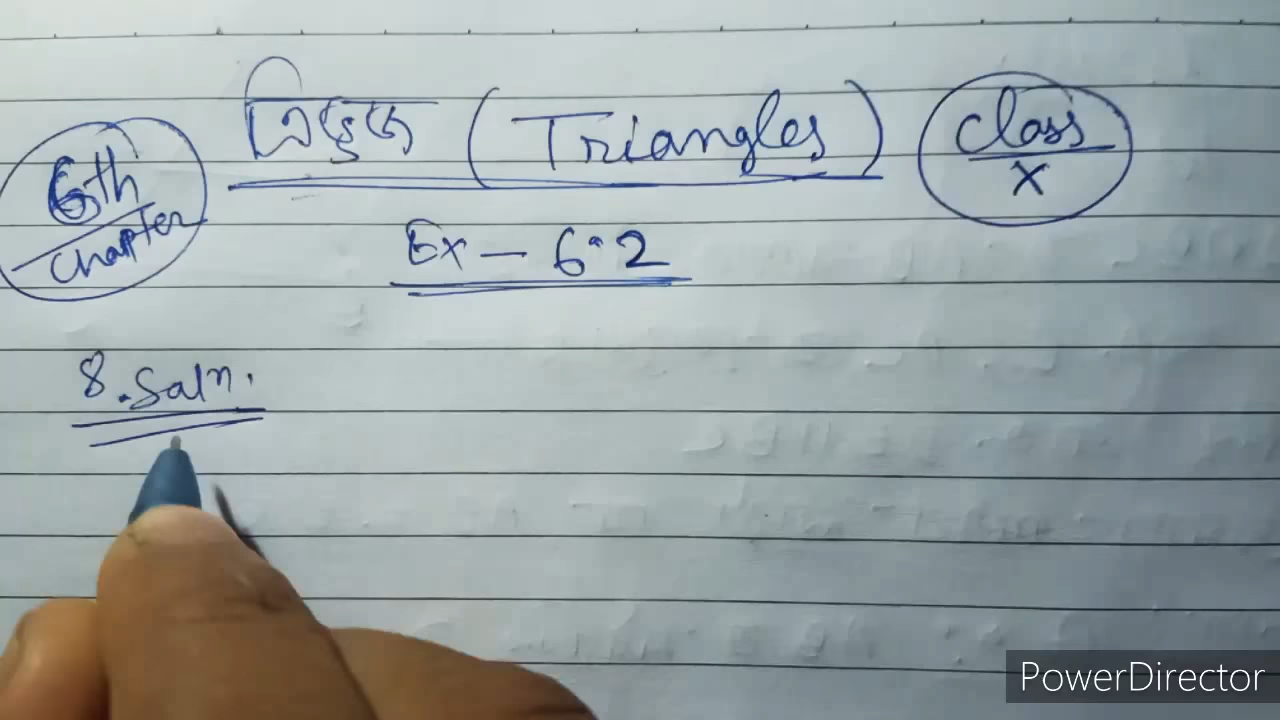 ত্রিভুজ (Triangles)
Class
X
6th
Chapter
Ex - 6.2
8. Soln.
PowerDirector